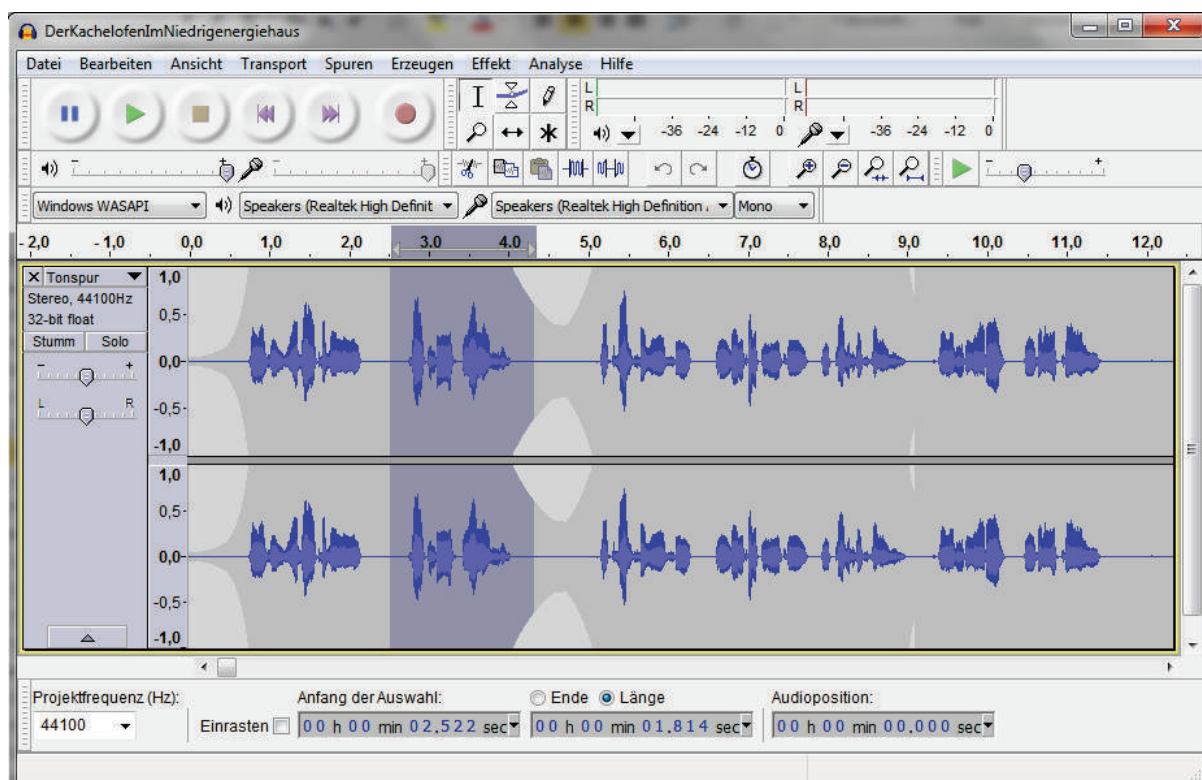 DerKachelofenImNiedrigenergiehaus
Datei Bearbeiten Ansicht Transport Spuren Erzeugen Effekt Analyse Hilfe
L L
R R
-36 -24 -12 0 -36 -24 -12 0
- + - + - +
Windows WASAPI Speakers (Realtek High Definit Speakers (Realtek High Definition . Mono
- 2,0 - 1,0 0,0 1,0 2,0 3,0 4,0 5,0 6,0 7,0 8,0 9,0 10,0 11,0 12,0
X Tonspur 1,0
Stereo, 44100Hz
32-bit float 0,5-
Stumm Solo
- + 0,0-
L R
-0,5-
-1,0
1,0
0,5-
0,0-
-0,5-
-1,0
Projektfrequenz (Hz): Anfang der Auswahl: Ende Länge Audioposition:
44100 Einrasten 00 h 00 min 02.522 sec 00 h 00 min 01.814 sec 00 h 00 min 00.000 sec